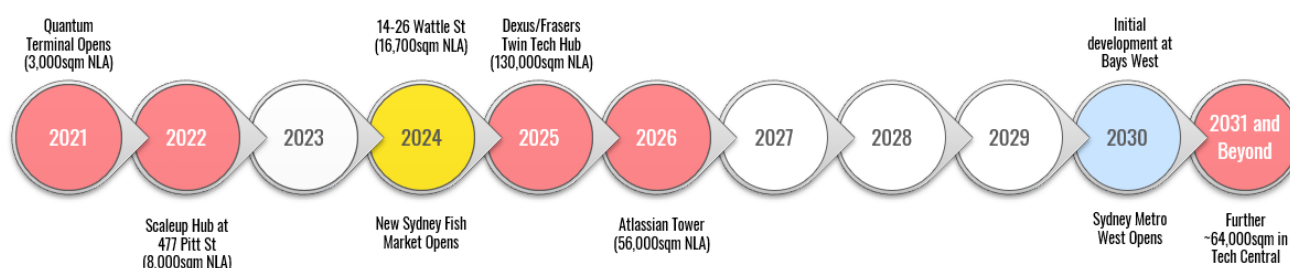 Quantum
Terminal Opens
(3,000sqm NLA)
14-26 Wattle St
(16,700sqm NLA)
Dexus/Frasers
Twin Tech Hub
(130,000sqm NLA)
Initial
development at
Bays West
2021
2022
2023
2024
2025
2026
2027
2028
2029
2030
2031 and
Beyond
Scaleup Hub at
477 Pitt St
(8,000sqm NLA)
New Sydney Fish
Market Opens
Atlassian Tower
(56,000sqm NLA)
Sydney Metro
West Opens
Further
~64,000sqm in
Tech Central